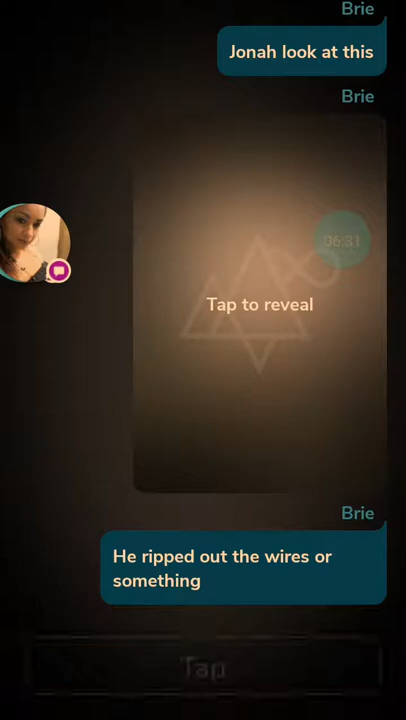 Brie
Jonah look at this
Brie
06:31
Tap to reveal
Brie
He ripped out the wires or
something
Tap